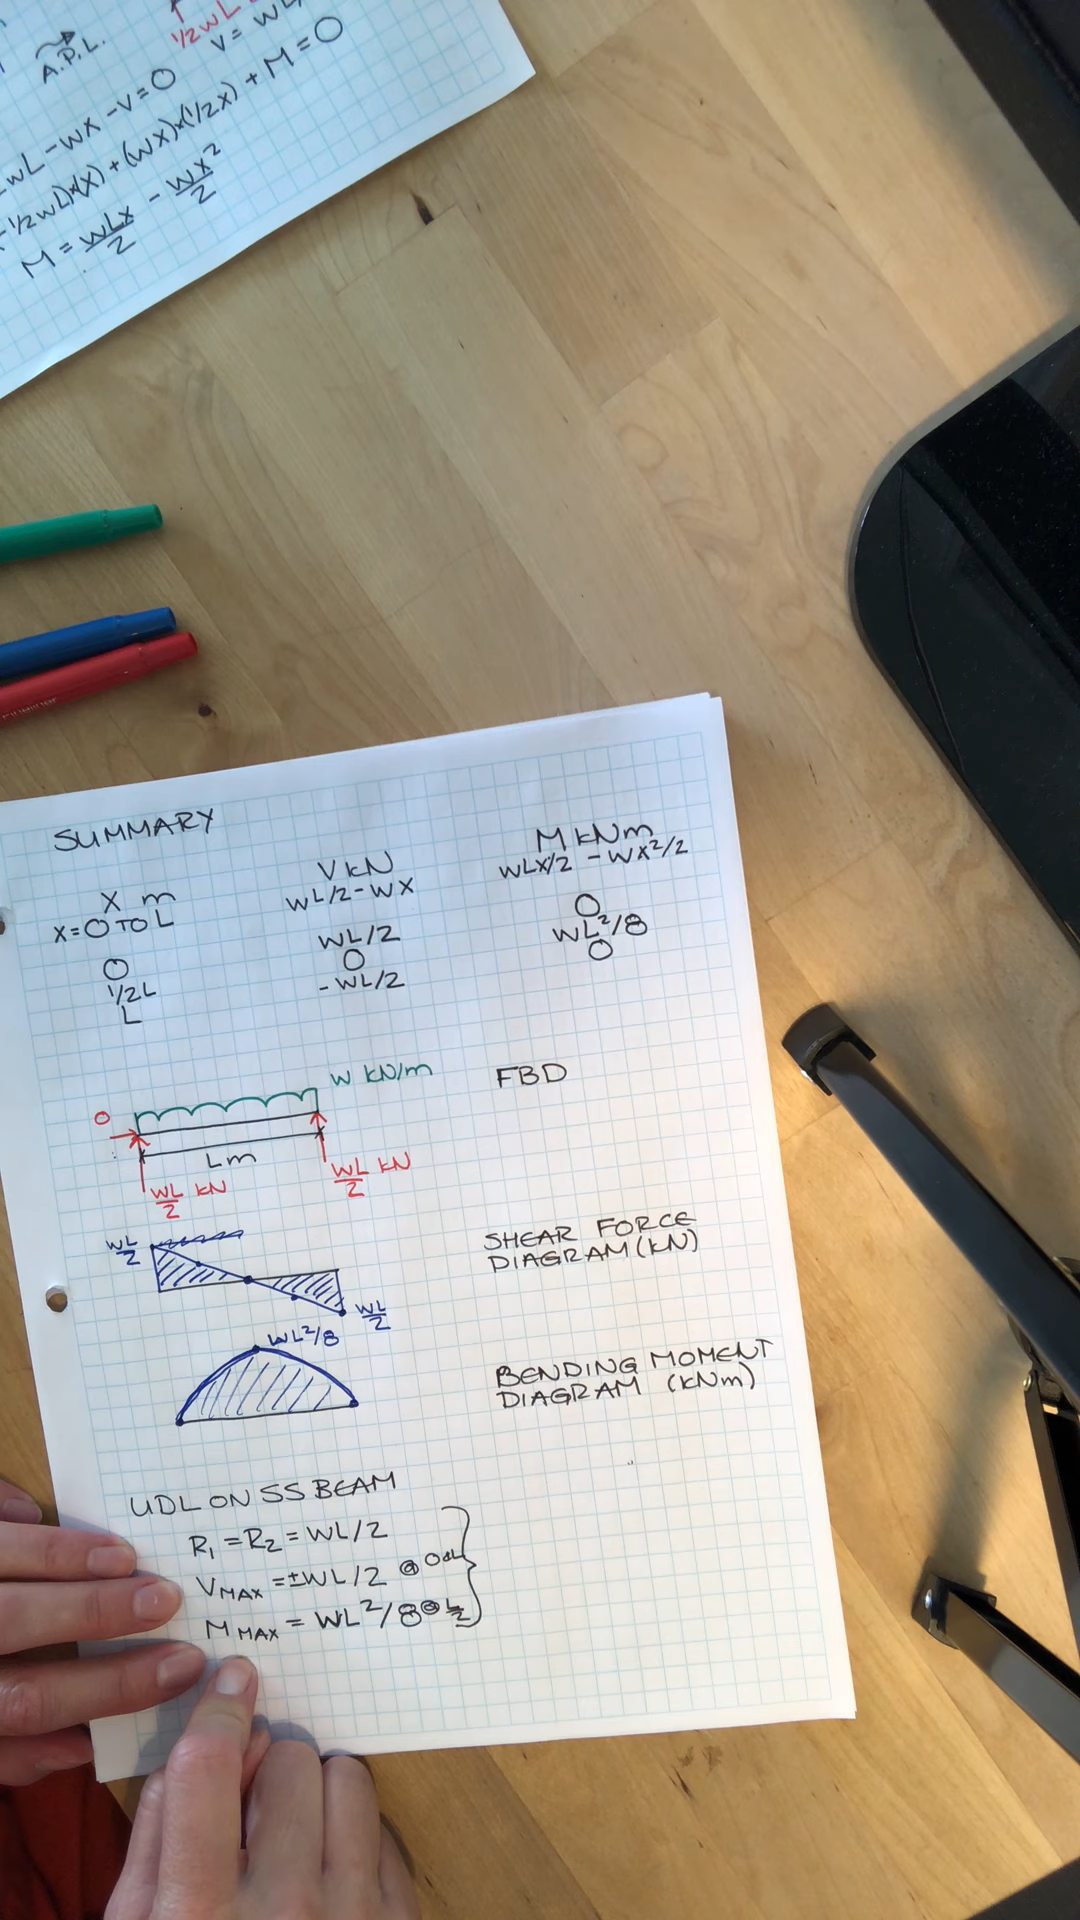 A.P.L.
1/2wL
V = WL
wL - wx - V = 0
1/2wL)×(x) + (wx)×(1/2x) + M = 0
M = wLx/2 - wx²/2
SUMMARY
X m
V kN
M kNm
x = 0 TO L
WL/2 - WX
WLX/2 - WX²/2
0
WL/2
0
1/2L
0
WL²/8
L
- WL/2
0
W kN/m
FBD
0
Lm
WL/2 kN
WL/2 kN
WL/2
SHEAR FORCE
DIAGRAM (kN)
WL/2
WL²/8
BENDING MOMENT
DIAGRAM (kNm)
UDL ON SS BEAM
R₁ = R₂ = WL/2
VMAX = ±WL/2 @ 0
MMAX = WL²/8 @ L/2